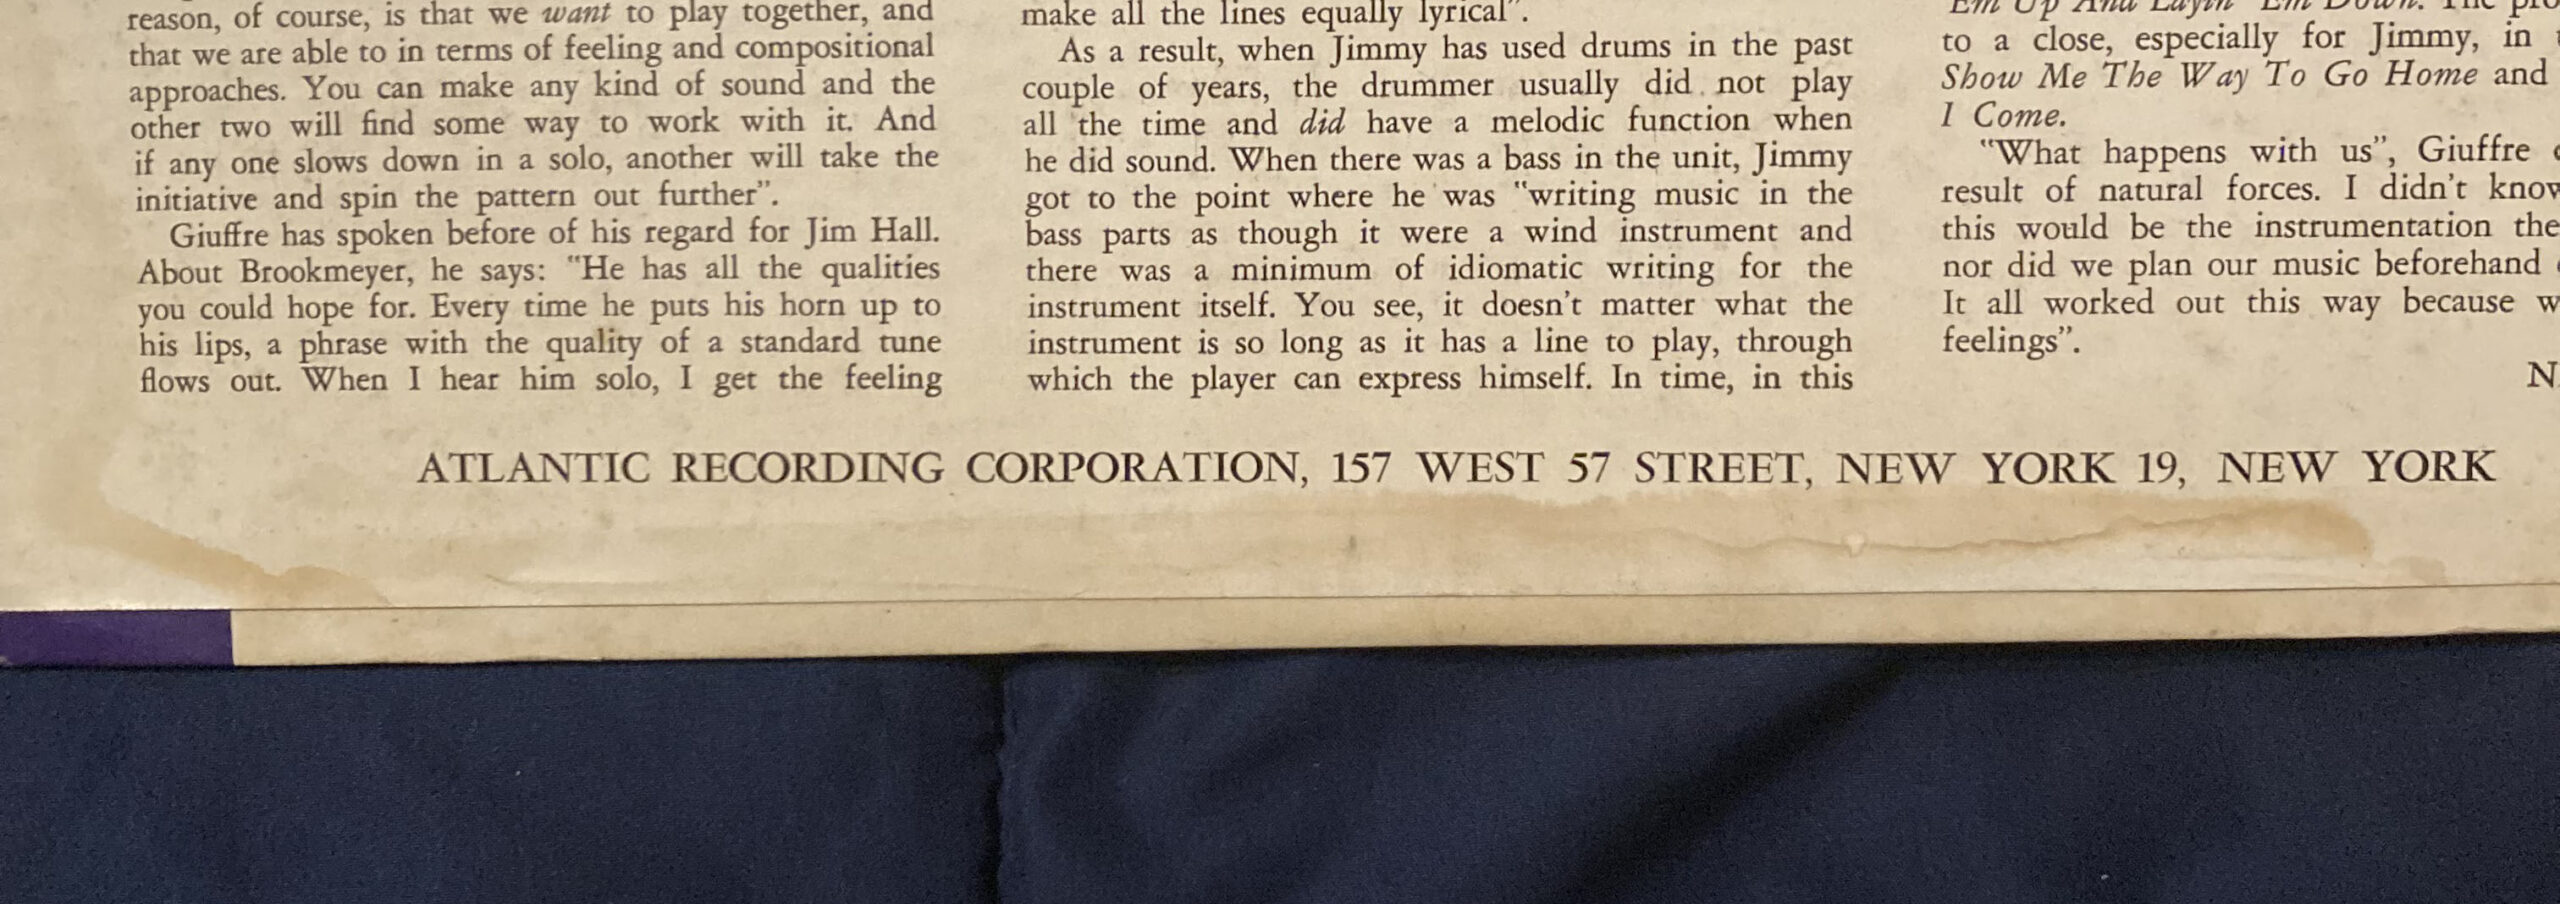 reason, of course, is that we want to play together, and
that we are able to in terms of feeling and compositional
approaches. You can make any kind of sound and the
other two will find some way to work with it. And
if any one slows down in a solo, another will take the
initiative and spin the pattern out further”.
Giuffre has spoken before of his regard for Jim Hall.
About Brookmeyer, he says: “He has all the qualities
you could hope for. Every time he puts his horn up to
his lips, a phrase with the quality of a standard tune
flows out. When I hear him solo, I get the feeling
make all the lines equally lyrical”.
As a result, when Jimmy has used drums in the past
couple of years, the drummer usually did not play
all the time and did have a melodic function when
he did sound. When there was a bass in the unit, Jimmy
got to the point where he was “writing music in the
bass parts as though it were a wind instrument and
there was a minimum of idiomatic writing for the
instrument itself. You see, it doesn't matter what the
instrument is so long as it has a line to play, through
which the player can express himself. In time, in this
'Em Up And Layin' 'Em Down. The
to a close, especially for Jimmy, in
Show Me The Way To Go Home and
I Come.
“What happens with us”, Giuffre
result of natural forces. I didn't know
this would be the instrumentation the
nor did we plan our music beforehand
It all worked out this way because
feelings”.
ATLANTIC RECORDING CORPORATION, 157 WEST 57 STREET, NEW YORK 19, NEW YORK